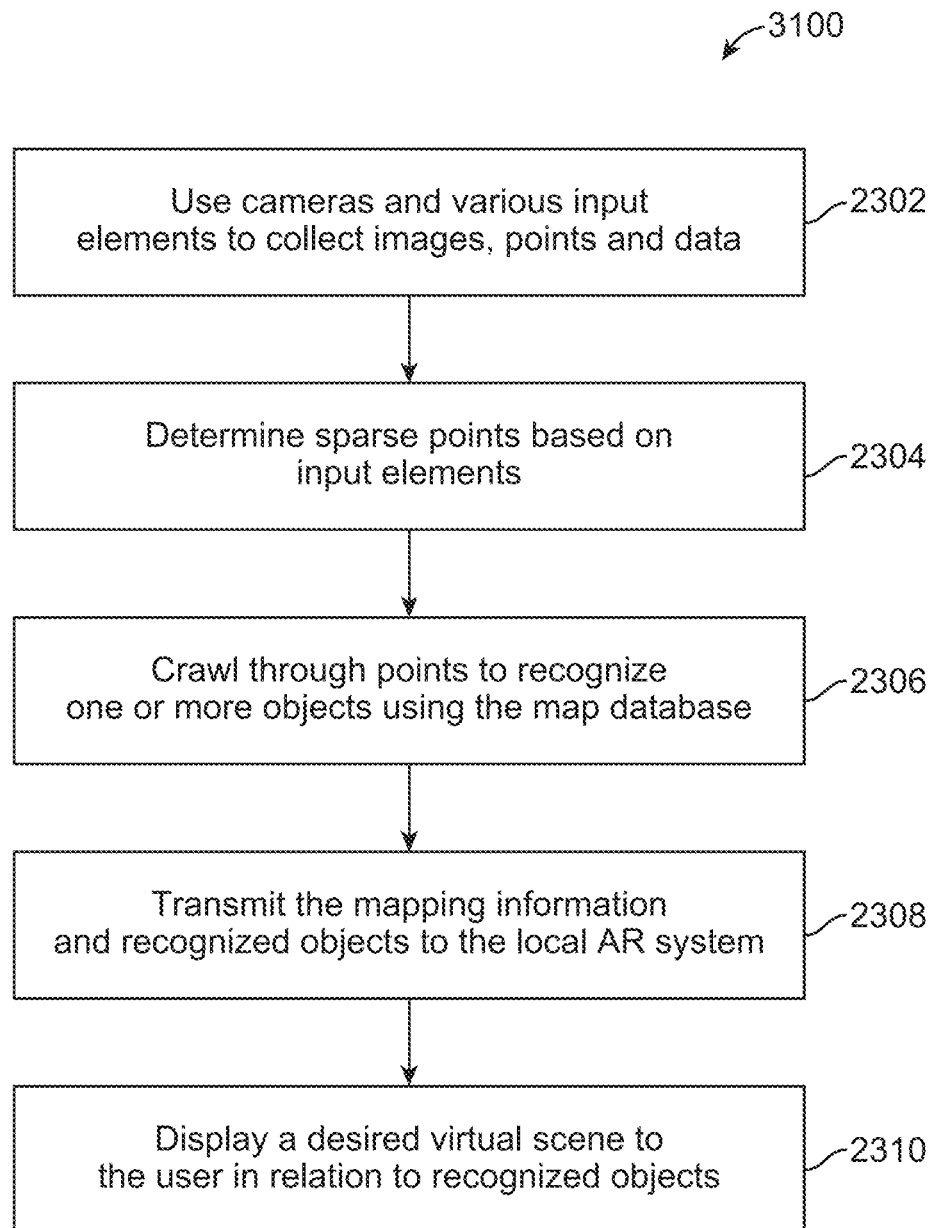 3100
Use cameras and various input
elements to collect images, points and data
2302
Determine sparse points based on
input elements
2304
Crawl through points to recognize
one or more objects using the map database
2306
Transmit the mapping information
and recognized objects to the local AR system
2308
Display a desired virtual scene to
the user in relation to recognized objects
2310